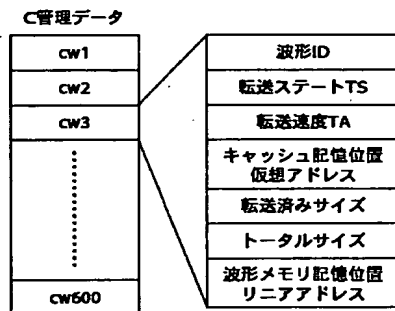 C管理データ
cw1
cw2
cw3
cw600
波形ID
転送ステートTS
転送速度TA
キャッシュ記憶位置
仮想アドレス
転送済みサイズ
トータルサイズ
波形メモリ記憶位置
リニアアドレス